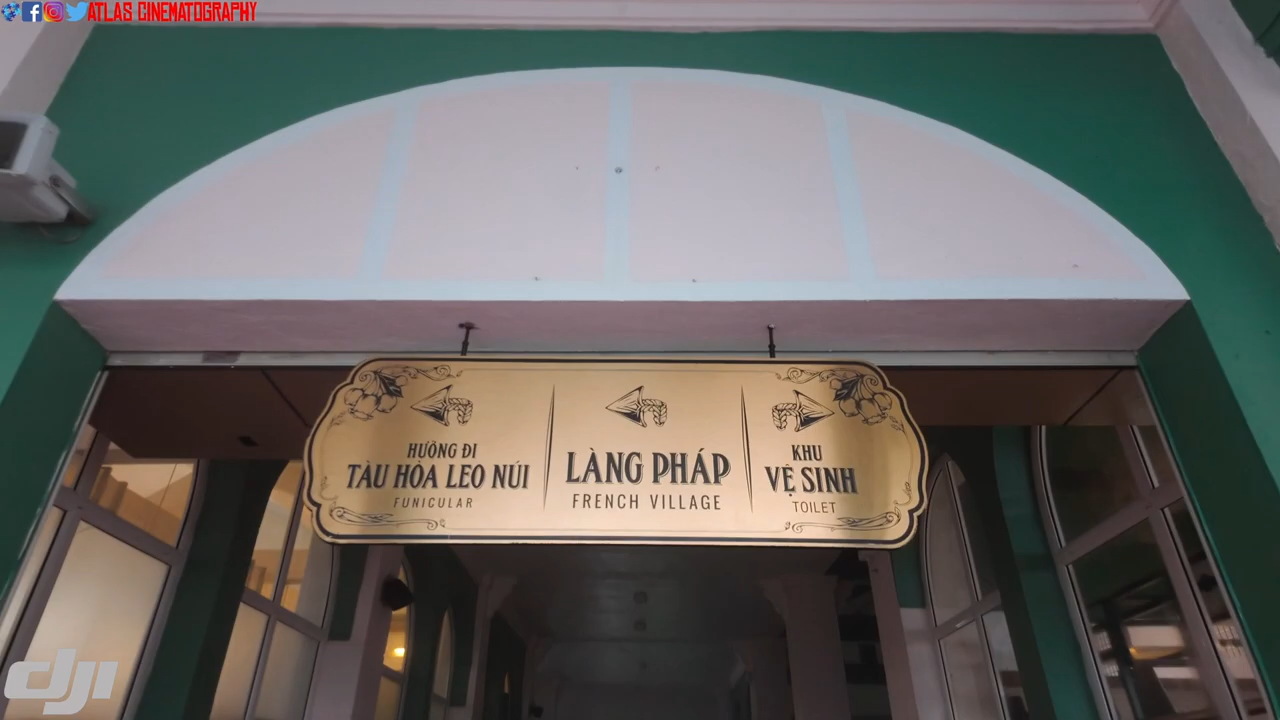 ATLAS CINEMATOGRAPHY
HƯỚNG ĐI
TÀU HỎA LEO NÚI
FUNICULAR
LÀNG PHÁP
FRENCH VILLAGE
KHU
VỆ SINH
TOILET
dji